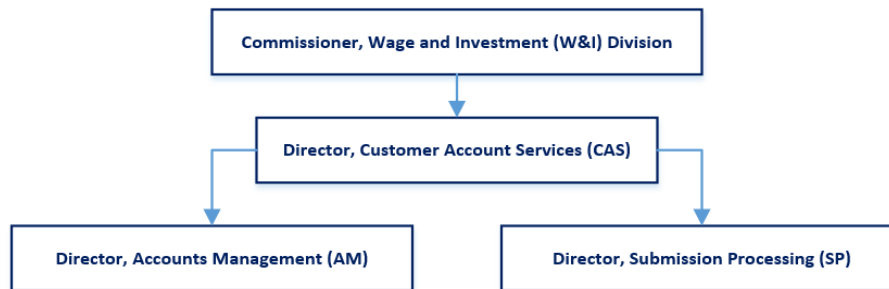 Commissioner, Wage and Investment (W&I) Division
Director, Customer Account Services (CAS)
Director, Accounts Management (AM)
Director, Submission Processing (SP)